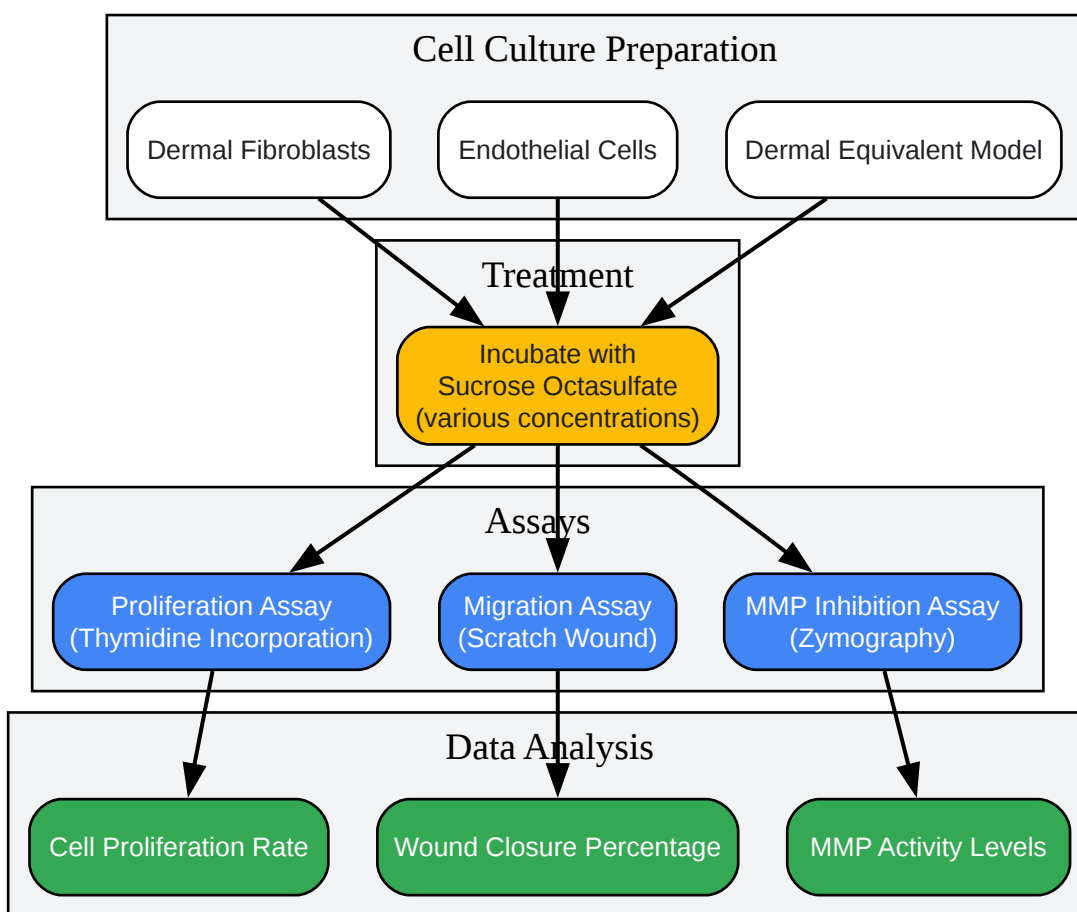 Cell Culture Preparation
Dermal Fibroblasts
Endothelial Cells
Dermal Equivalent Model
Treatment
Incubate with
Sucrose Octasulfate
(various concentrations)
Assays
Proliferation Assay
(Thymidine Incorporation)
Migration Assay
(Scratch Wound)
MMP Inhibition Assay
(Zymography)
Data Analysis
Cell Proliferation Rate
Wound Closure Percentage
MMP Activity Levels